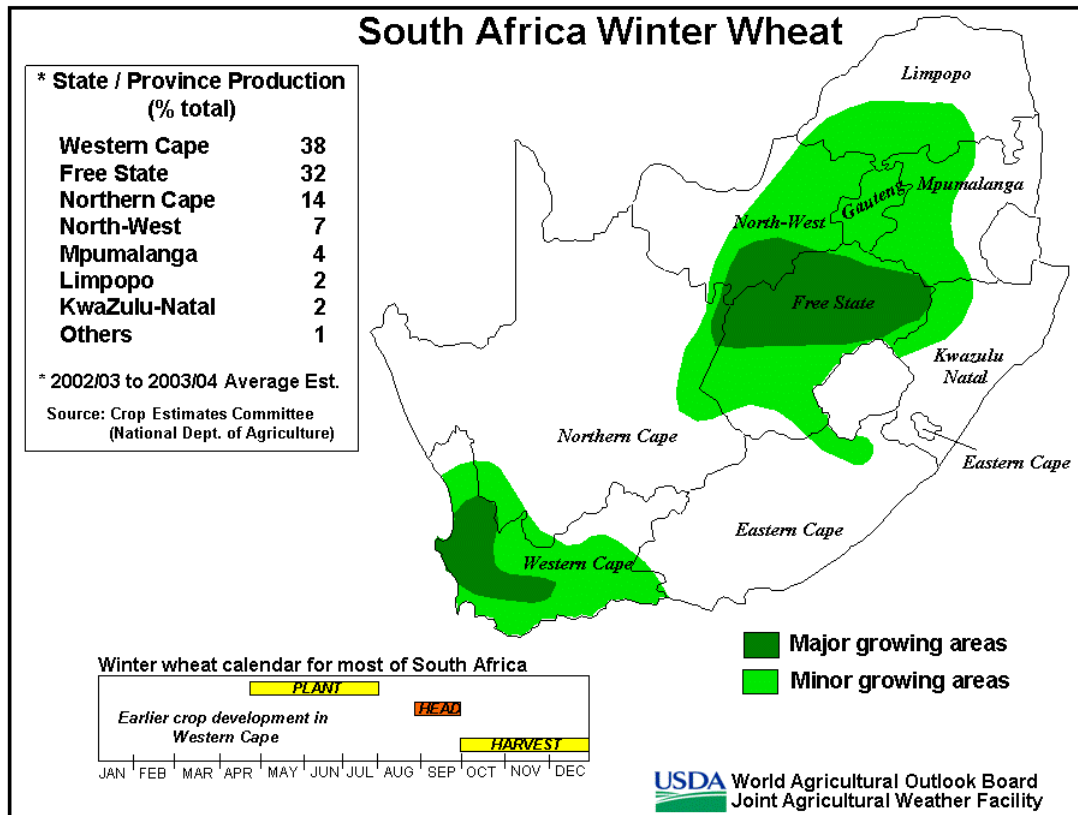 South Africa Winter Wheat
* State / Province Production
(% total)
Western Cape 38
Free State 32
Northern Cape 14
North-West 7
Mpumalanga 4
Limpopo 2
KwaZulu-Natal 2
Others 1
* 2002/03 to 2003/04 Average Est.
Source: Crop Estimates Committee
(National Dept. of Agriculture)
Limpopo
Mpumalanga
Gauteng
North-West
Free State
Kwazulu
Natal
Northern Cape
Eastern Cape
Eastern Cape
Western Cape
Major growing areas
Minor growing areas
Winter wheat calendar for most of South Africa
PLANT
HEAD
Earlier crop development in
Western Cape
HARVEST
JAN FEB MAR APR MAY JUN JUL AUG SEP OCT NOV DEC
USDA World Agricultural Outlook Board
Joint Agricultural Weather Facility